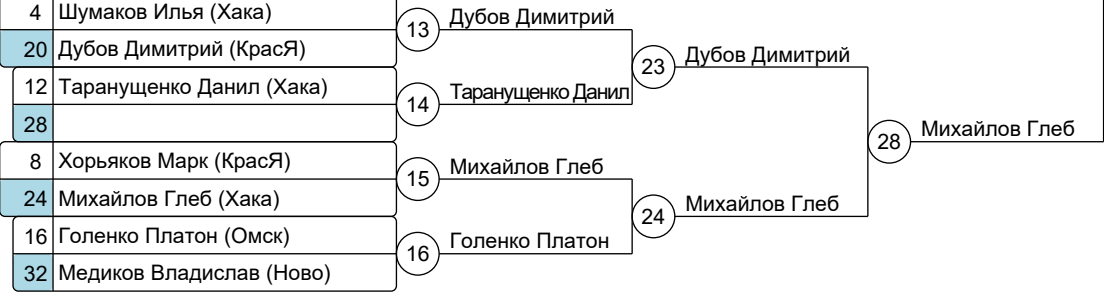 4 Шумаков Илья (Хака)
20 Дубов Димитрий (КрасЯ)
13 Дубов Димитрий
12 Таранущенко Данил (Хака)
28
14 Таранущенко Данил
23 Дубов Димитрий
8 Хорьяков Марк (КрасЯ)
24 Михайлов Глеб (Хака)
15 Михайлов Глеб
16 Голенко Платон (Омск)
32 Медиков Владислав (Ново)
16 Голенко Платон
24 Михайлов Глеб
28 Михайлов Глеб